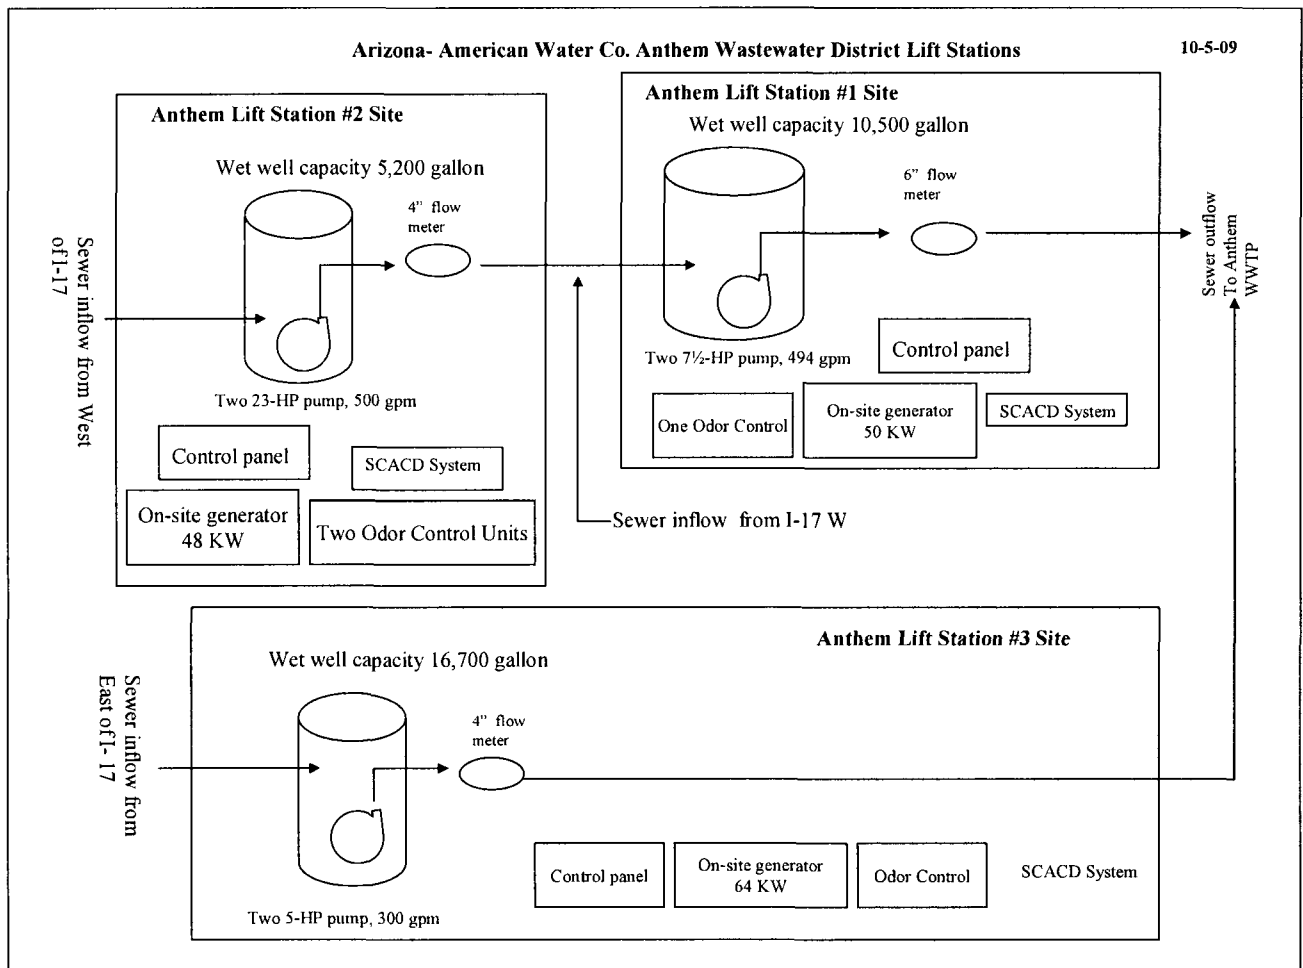 Arizona- American Water Co. Anthem Wastewater District Lift Stations
10-5-09
Anthem Lift Station #2 Site
Wet well capacity 5,200 gallon
4" flow
meter
Sewer inflow from West
of I-17
Two 23-HP pump, 500 gpm
Control panel
SCACD System
On-site generator
48 KW
Two Odor Control Units
Anthem Lift Station #1 Site
Wet well capacity 10,500 gallon
6" flow
meter
Sewer outflow
To Anthem
WWTP
Two 7½-HP pump, 494 gpm
Control panel
One Odor Control
On-site generator
50 KW
SCACD System
Sewer inflow from I-17 W
Anthem Lift Station #3 Site
Wet well capacity 16,700 gallon
4" flow
meter
Sewer inflow from
East of I- 17
Two 5-HP pump, 300 gpm
Control panel
On-site generator
64 KW
Odor Control
SCACD System